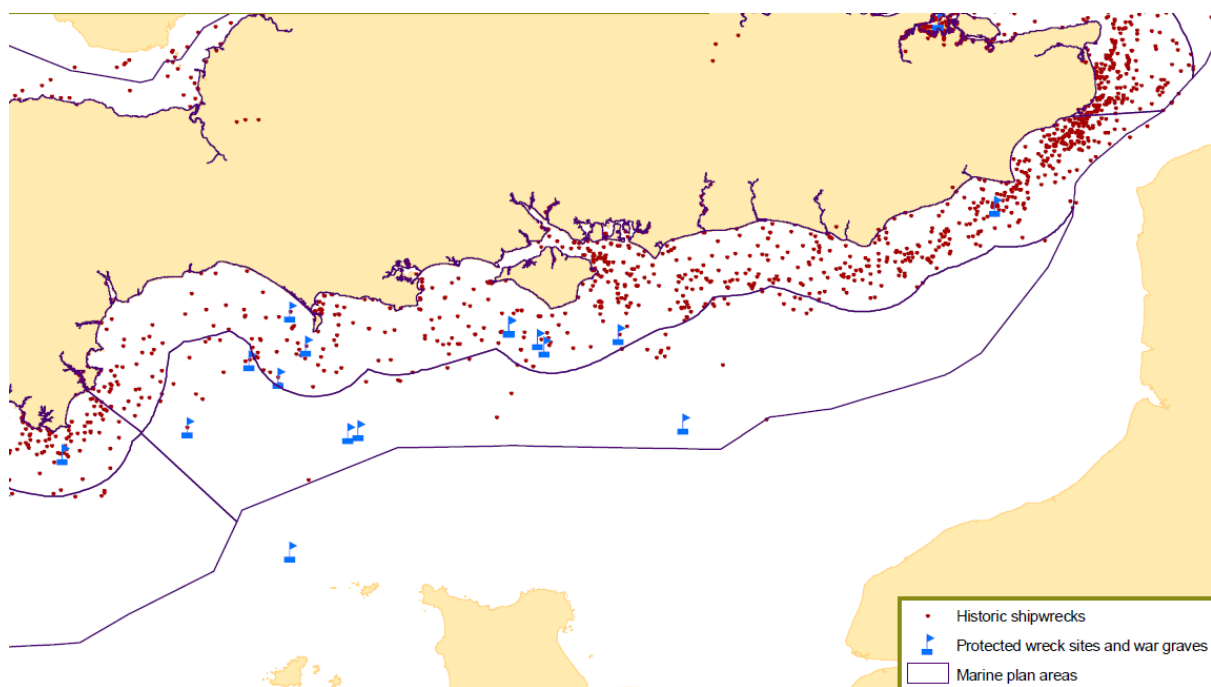 Historic shipwrecks
Protected wreck sites and war graves
Marine plan areas